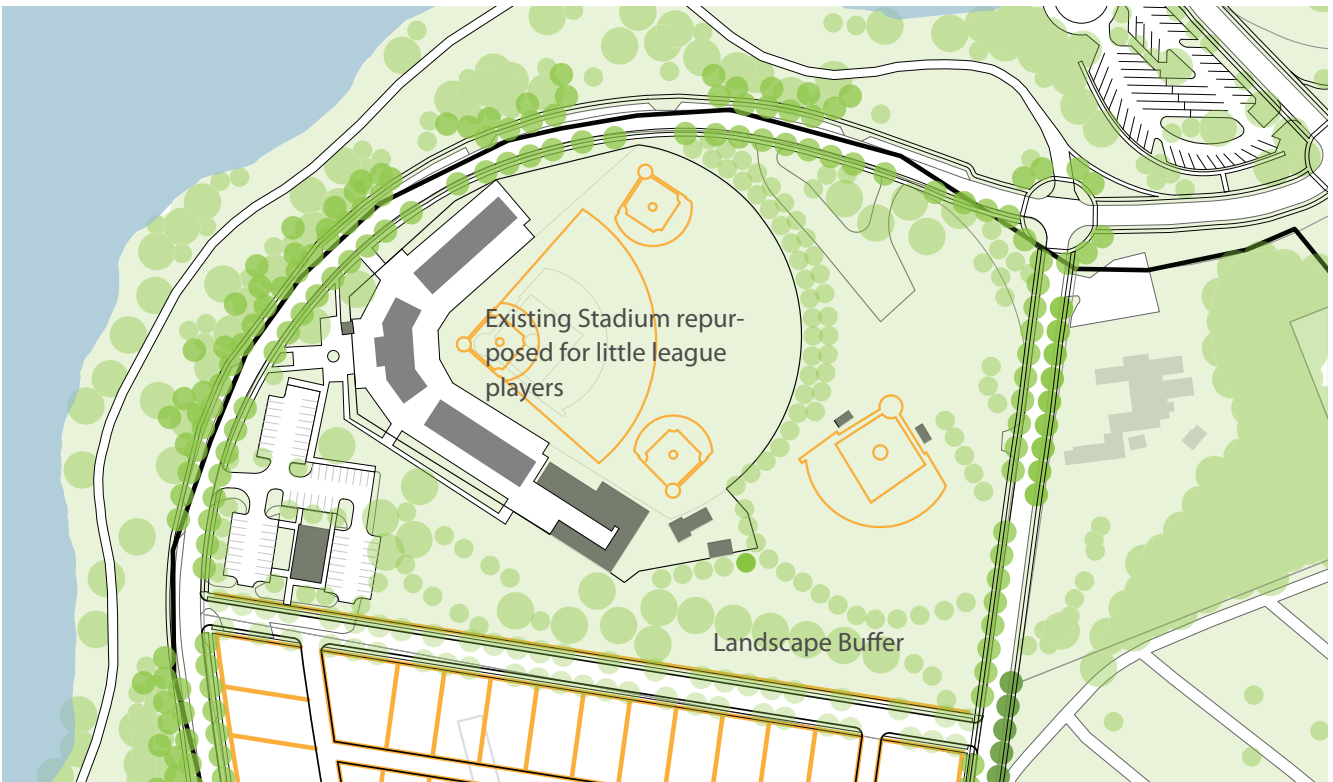 Existing Stadium repur-
posed for little league
players
Landscape Buffer